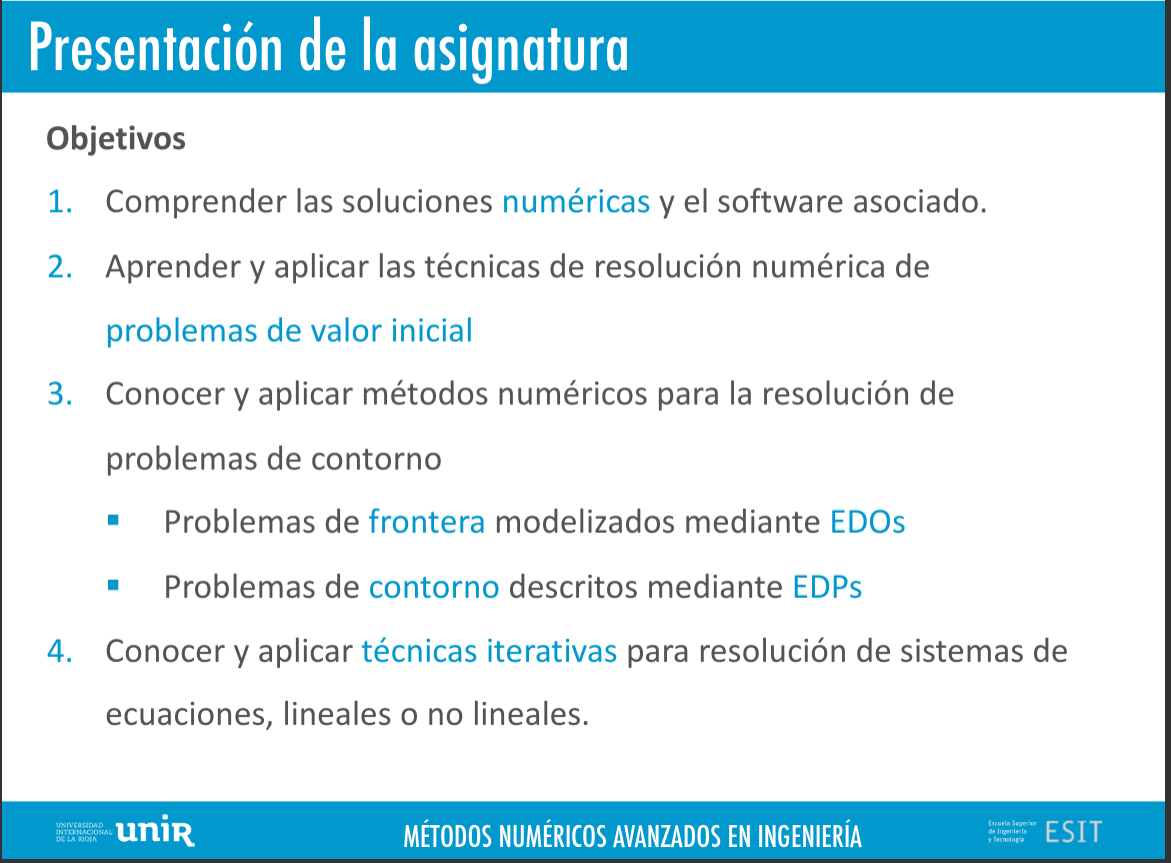 Presentación de la asignatura
Objetivos
1. Comprender las soluciones numéricas y el software asociado.
2. Aprender y aplicar las técnicas de resolución numérica de
problemas de valor inicial
3. Conocer y aplicar métodos numéricos para la resolución de
problemas de contorno
▪ Problemas de frontera modelizados mediante EDOs
▪ Problemas de contorno descritos mediante EDPs
4. Conocer y aplicar técnicas iterativas para resolución de sistemas de
ecuaciones, lineales o no lineales.
UNIVERSIDAD
INTERNACIONAL
DE LA RIOJA
unir
MÉTODOS NUMÉRICOS AVANZADOS EN INGENIERÍA
Escuela Superior
de Ingeniería
y Tecnología
ESIT